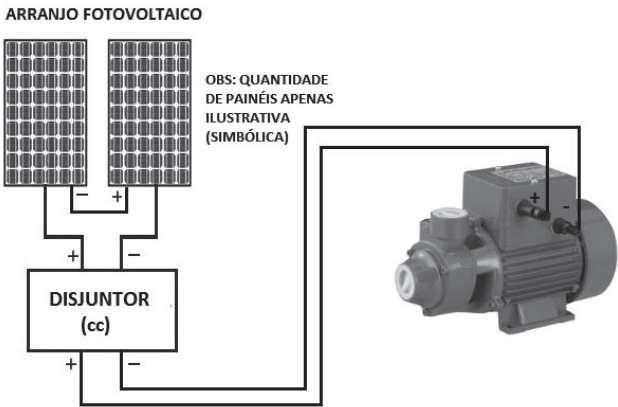 ARRANJO FOTOVOLTAICO
OBS: QUANTIDADE
DE PAINÉIS APENAS
ILUSTRATIVA
(SIMBÓLICA)
− +
+ −
DISJUNTOR
(cc)
+ −
+ -